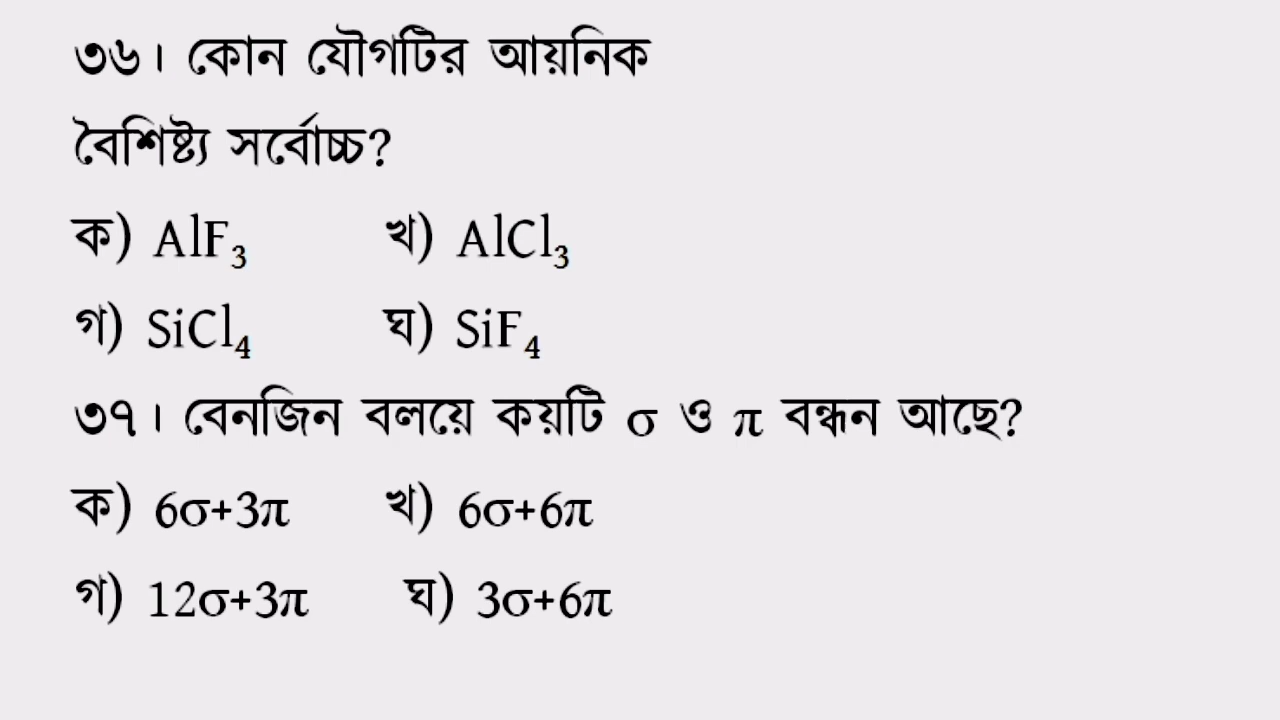 ৩৬। কোন যৌগটির আয়নিক
বৈশিষ্ট্য সর্বোচ্চ?
ক) AlF₃ খ) AlCl₃
গ) SiCl₄ ঘ) SiF₄
৩৭। বেনজিন বলয়ে কয়টি σ ও π বন্ধন আছে?
ক) 6σ+3π খ) 6σ+6π
গ) 12σ+3π ঘ) 3σ+6π